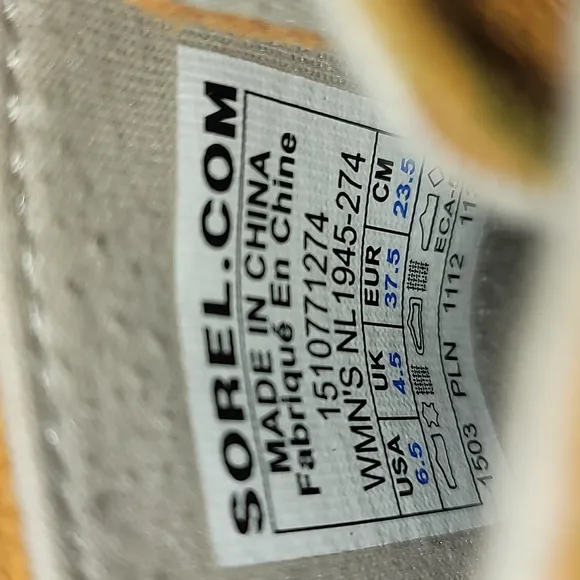 SOREL.COM
MADE IN CHINA
Fabriqué En Chine
1510771274
WMN'S NL1945-274
USA UK EUR CM
6.5 4.5 37.5 23.5
1503 PLN 1112